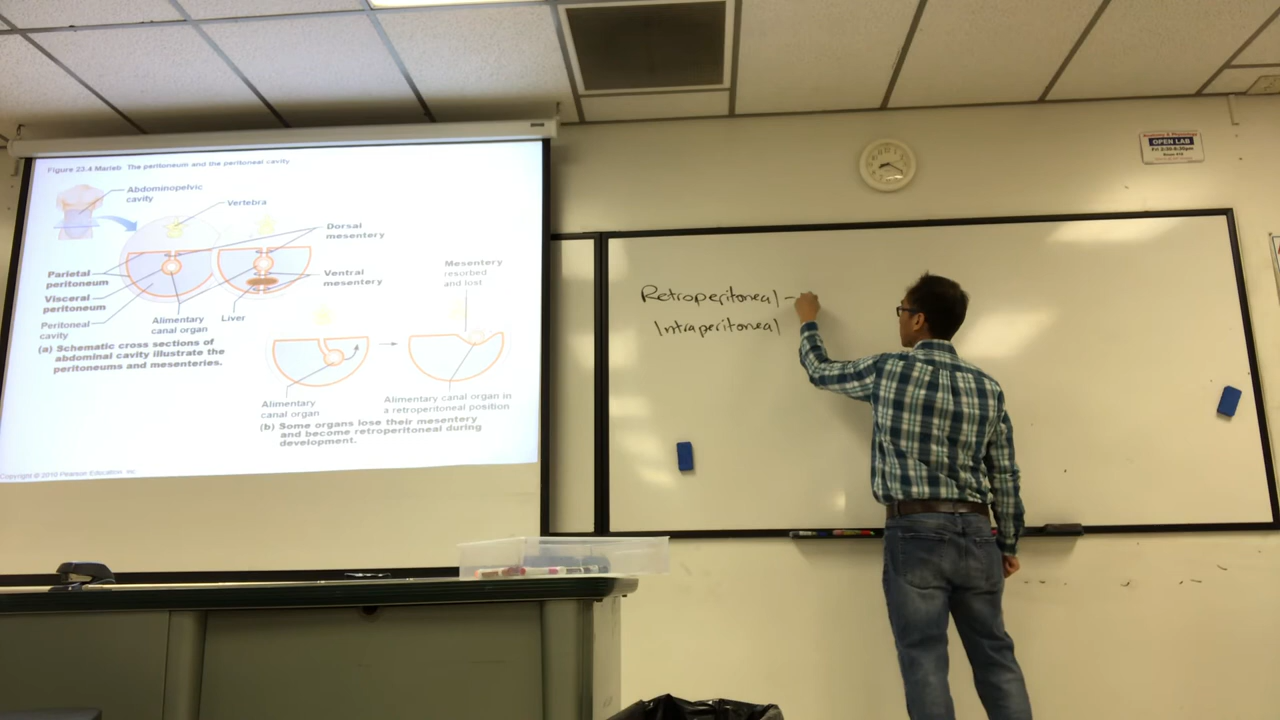 Figure 23.4 Marieb The peritoneum and the peritoneal cavity
Abdominopelvic
cavity
Vertebra
Dorsal
mesentery
Parietal
peritoneum
Visceral
peritoneum
Peritoneal
cavity
Alimentary
canal organ
Liver
Ventral
mesentery
(a) Schematic cross sections of
abdominal cavity illustrate the
peritoneums and mesenteries.
Mesentery
resorbed
and lost
Alimentary
canal organ
Alimentary canal organ in
a retroperitoneal position
(b) Some organs lose their mesentery
and become retroperitoneal during
development.
Copyright © 2010 Pearson Education, Inc.
Retroperitoneal -
Intraperitoneal
Anatomy & Physiology
OPEN LAB